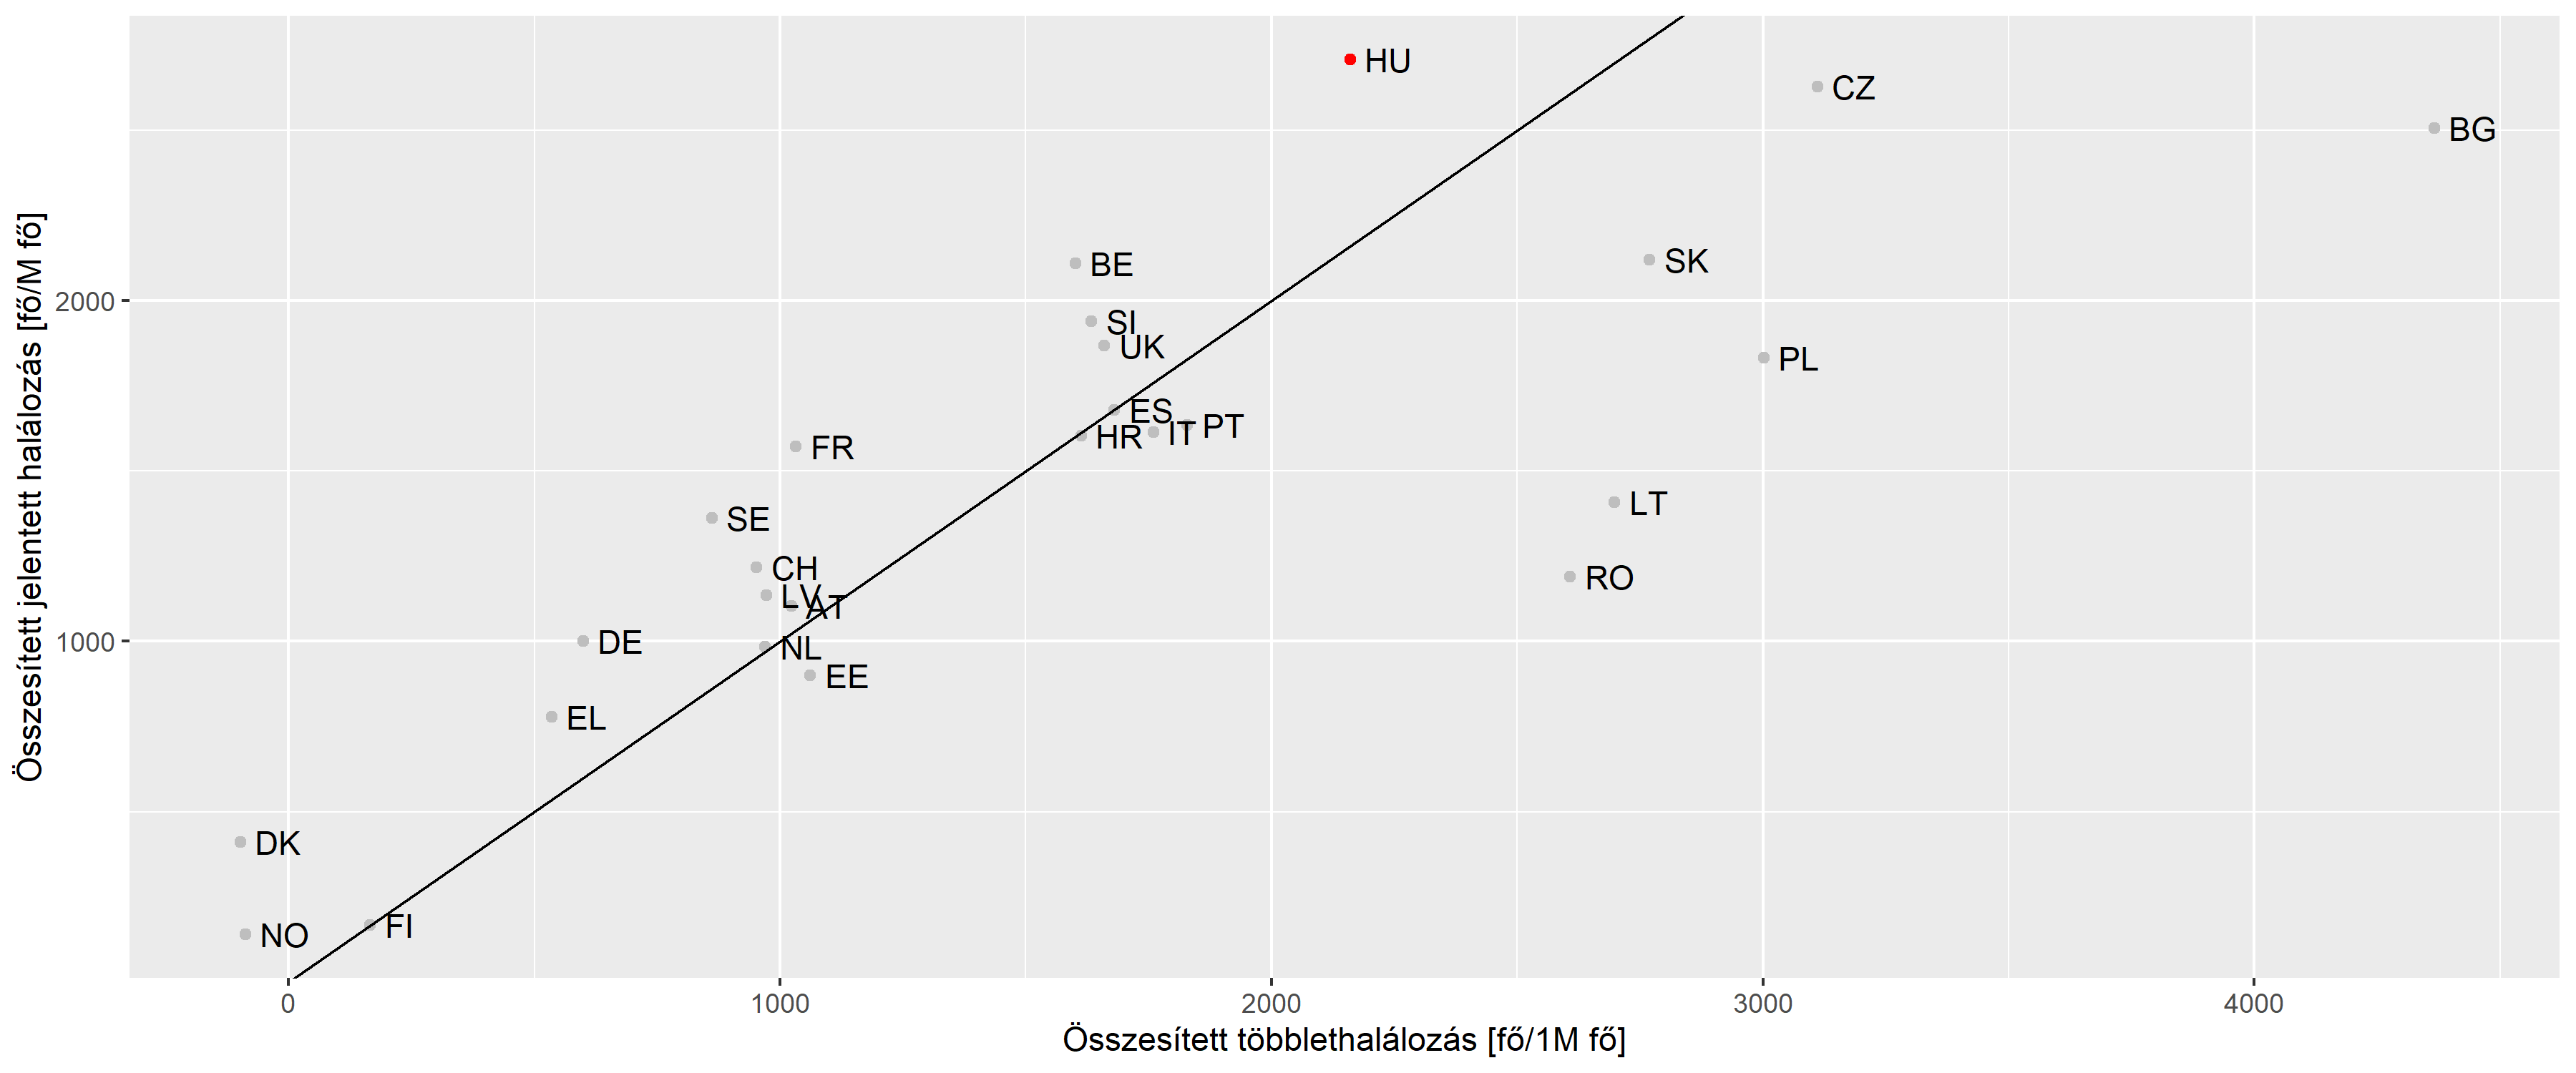 Összesített jelentett halálozás [fő/M fő]
2000
1000
HU
CZ
BG
BE
SK
SI
UK
PL
ES
PT
HR
IT
FR
LT
SE
CH
RO
LV
AT
DE
NL
EE
EL
DK
FI
NO
0
1000
2000
3000
4000
Összesített többlethalálozás [fő/1M fő]